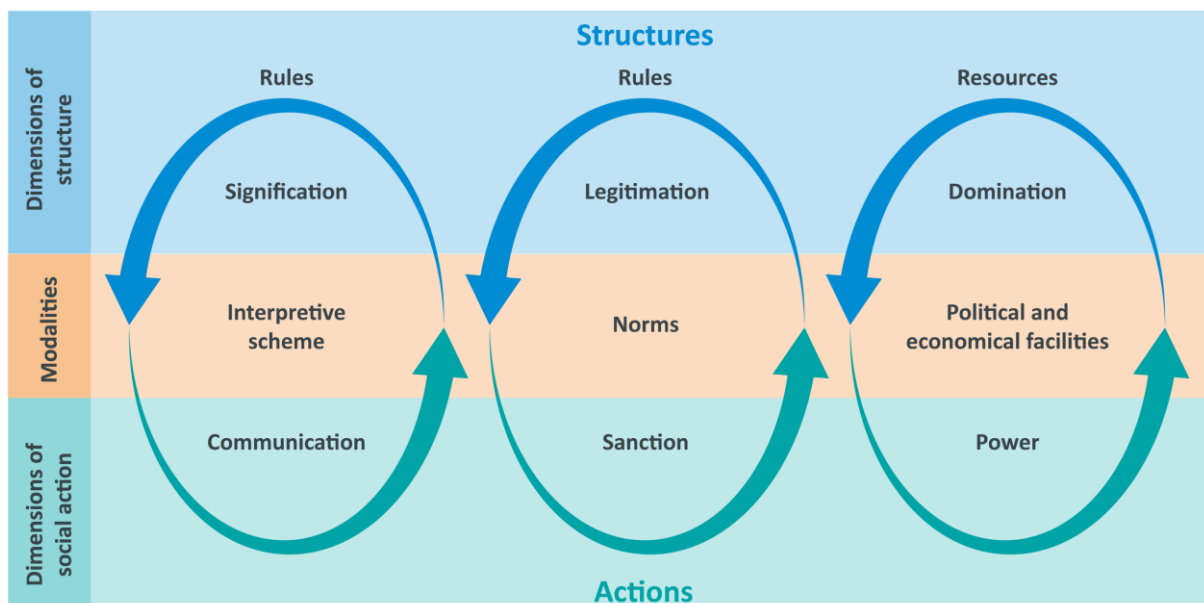 Structures
Rules
Rules
Resources
Dimensions of
structure
Signification
Legitimation
Domination
Modalities
Interpretive
scheme
Norms
Political and
economical facilities
Dimensions of
social action
Communication
Sanction
Power
Actions